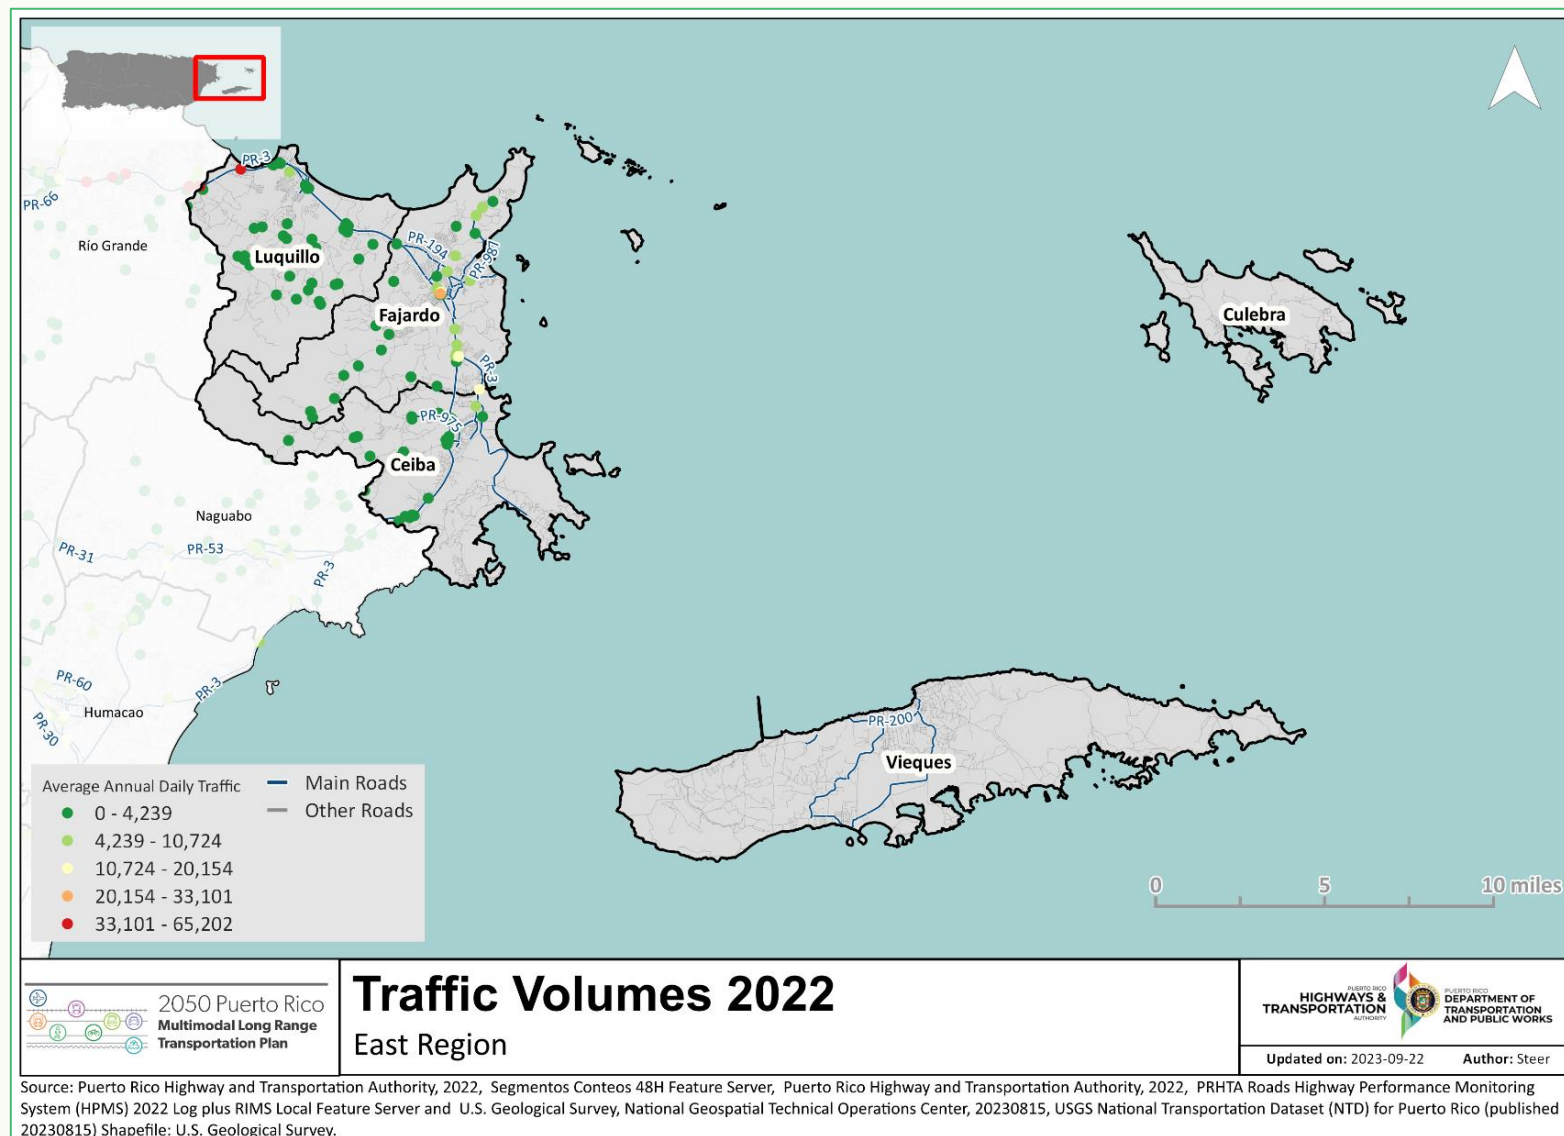 PR-3
PR-66
Río Grande
PR-194
PR-987
Luquillo
Fajardo
Culebra
PR-3
PR-975
Ceiba
Naguabo
PR-31
PR-53
PR-3
PR-60
PR-3
Humacao
PR-30
PR-200
Vieques
Average Annual Daily Traffic
0 - 4,239
4,239 - 10,724
10,724 - 20,154
20,154 - 33,101
33,101 - 65,202
Main Roads
Other Roads
0 5 10 miles
2050 Puerto Rico
Multimodal Long Range
Transportation Plan
Traffic Volumes 2022
East Region
PUERTO RICO
HIGHWAYS &
TRANSPORTATION
AUTHORITY
PUERTO RICO
DEPARTMENT OF
TRANSPORTATION
AND PUBLIC WORKS
Updated on: 2023-09-22 Author: Steer
Source: Puerto Rico Highway and Transportation Authority, 2022, Segmentos Conteos 48H Feature Server, Puerto Rico Highway and Transportation Authority, 2022, PRHTA Roads Highway Performance Monitoring
System (HPMS) 2022 Log plus RIMS Local Feature Server and U.S. Geological Survey, National Geospatial Technical Operations Center, 20230815, USGS National Transportation Dataset (NTD) for Puerto Rico (published
20230815) Shapefile: U.S. Geological Survey.